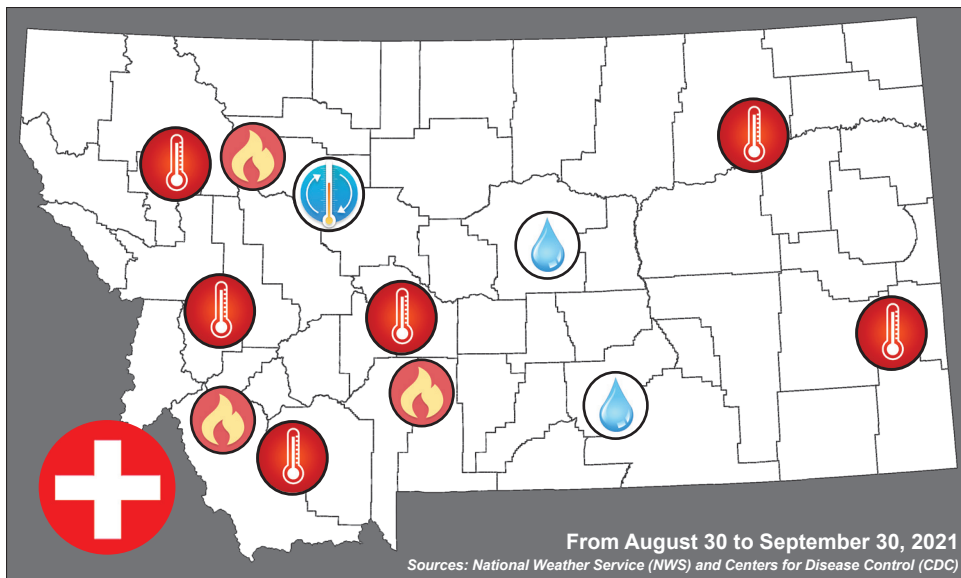 From August 30 to September 30, 2021
Sources: National Weather Service (NWS) and Centers for Disease Control (CDC)